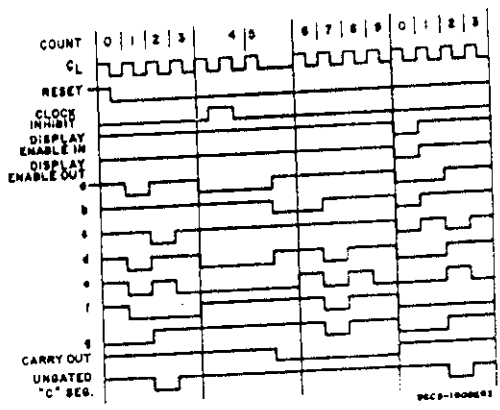 COUNT 0 1 2 3 4 5 6 7 8 9 0 1 2 3
CL
RESET
CLOCK
INHIBIT
DISPLAY
ENABLE IN
DISPLAY
ENABLE OUT
a
b
c
d
e
f
g
CARRY OUT
UNGATED
"C" SEG.